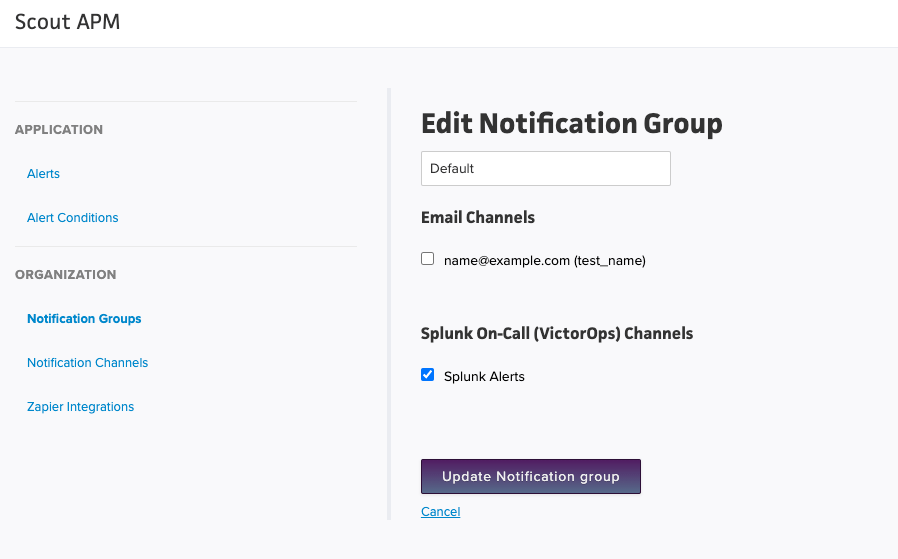 Scout APM
APPLICATION
Alerts
Alert Conditions
ORGANIZATION
Notification Groups
Notification Channels
Zapier Integrations
Edit Notification Group
Default
Email Channels
name@example.com (test_name)
Splunk On-Call (VictorOps) Channels
Splunk Alerts
Update Notification group
Cancel